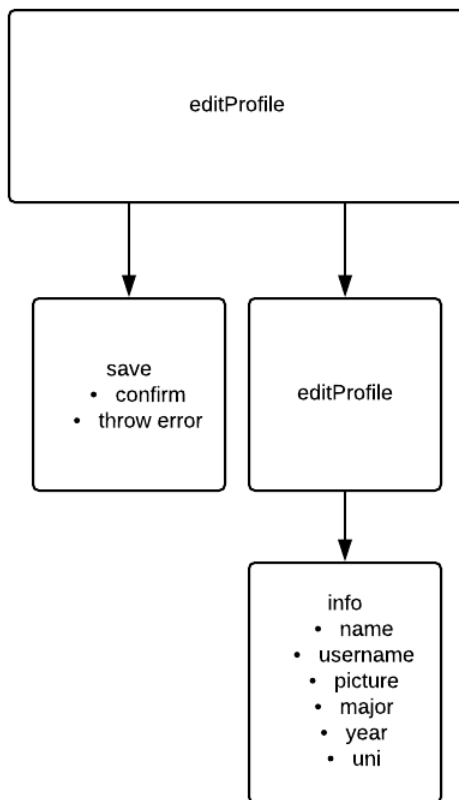 editProfile
save
• confirm
• throw error
editProfile
info
• name
• username
• picture
• major
• year
• uni